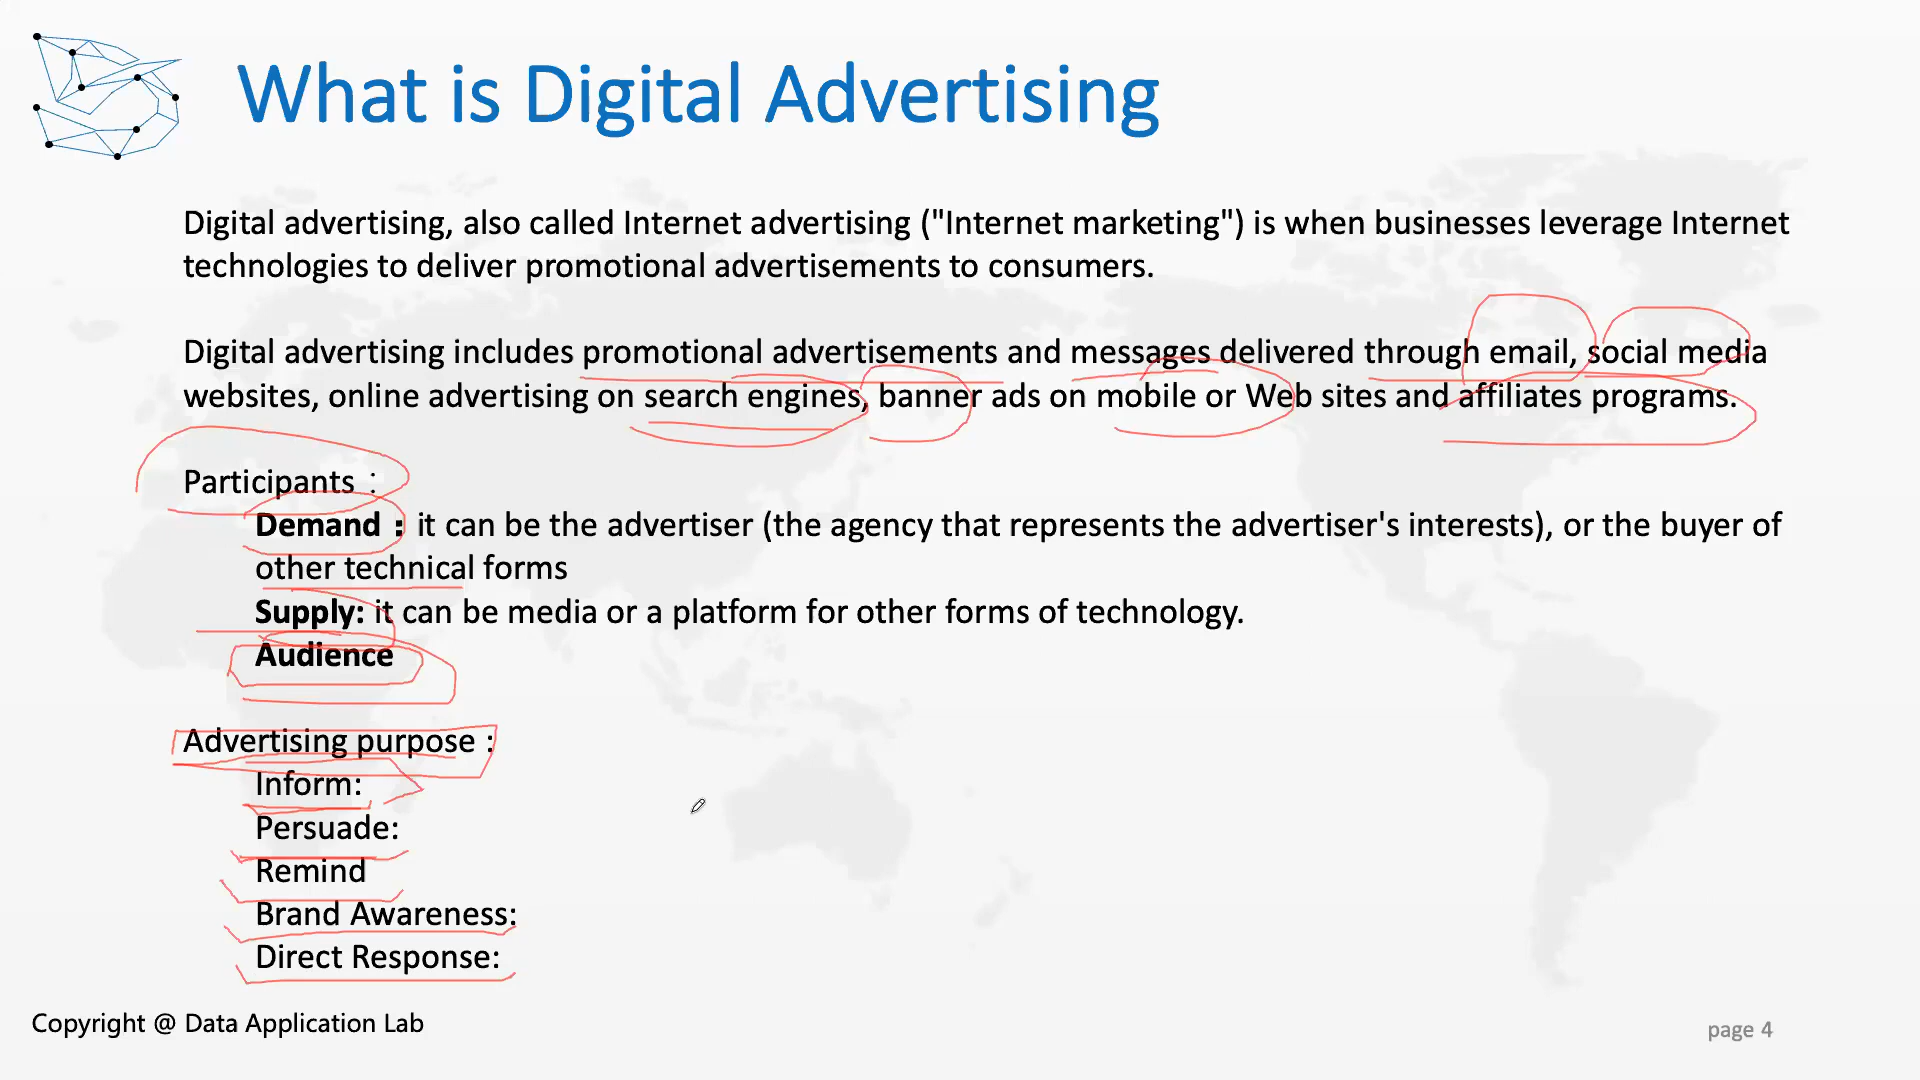 What is Digital Advertising
Digital advertising, also called Internet advertising ("Internet marketing") is when businesses leverage Internet
technologies to deliver promotional advertisements to consumers.
Digital advertising includes promotional advertisements and messages delivered through email, social media
websites, online advertising on search engines, banner ads on mobile or Web sites and affiliates programs.
Participants：
Demand： it can be the advertiser (the agency that represents the advertiser's interests), or the buyer of
other technical forms
Supply: it can be media or a platform for other forms of technology.
Audience
Advertising purpose :
Inform:
Persuade:
Remind
Brand Awareness:
Direct Response:
Copyright @ Data Application Lab
page 4